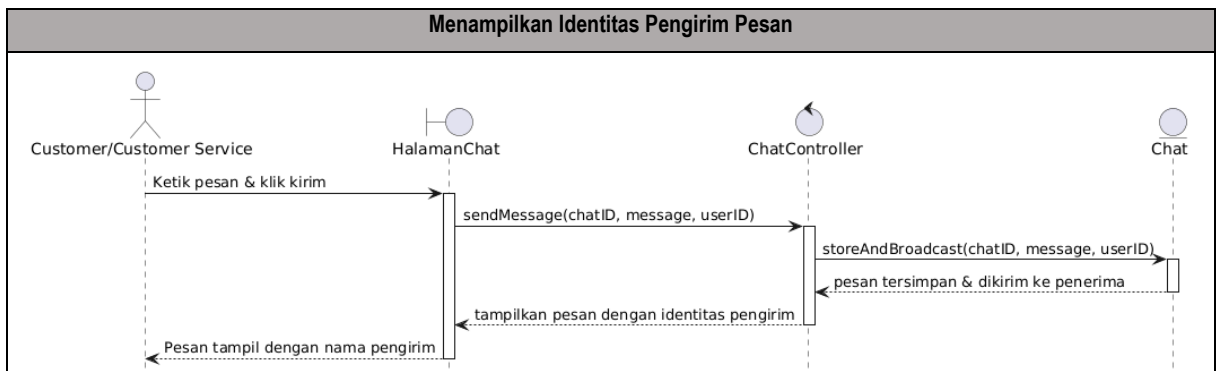 Menampilkan Identitas Pengirim Pesan
Customer/Customer Service
HalamanChat
ChatController
Chat
Ketik pesan & klik kirim
sendMessage(chatID, message, userID)
storeAndBroadcast(chatID, message, userID)
pesan tersimpan & dikirim ke penerima
tampilkan pesan dengan identitas pengirim
Pesan tampil dengan nama pengirim